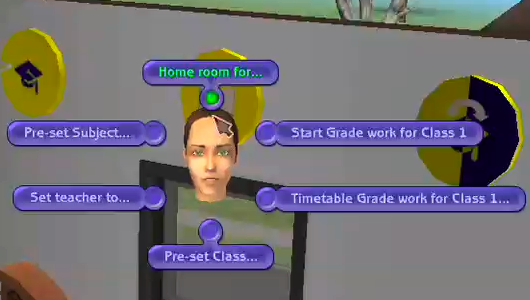 Home room for...
Pre-set Subject...
Start Grade work for Class 1
Set teacher to...
Timetable Grade work for Class 1...
Pre-set Class...